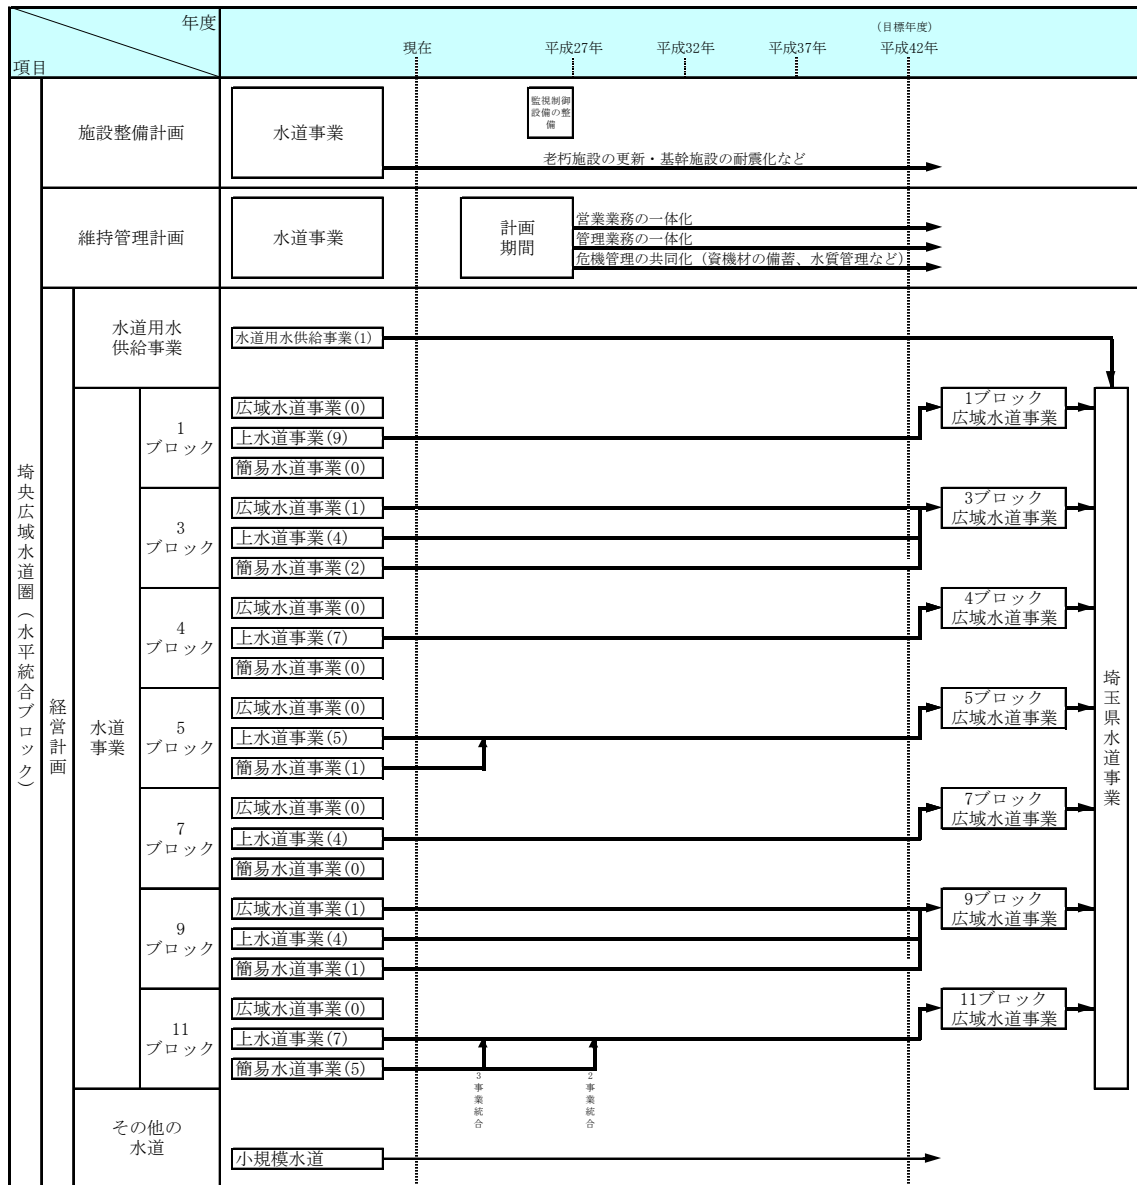 年度
項目
(目標年度)
現在
平成27年
平成32年
平成37年
平成42年
埼央広域水道圏(水平統合ブロック)
施設整備計画
水道事業
監視制御
設備の整
備
老朽施設の更新・基幹施設の耐震化など
維持管理計画
水道事業
計画
期間
営業業務の一体化
管理業務の一体化
危機管理の共同化(資機材の備蓄、水質管理など)
経営計画
水道用水
供給事業
水道用水供給事業(1)
水道
事業
1
ブロック
広域水道事業(0)
上水道事業(9)
簡易水道事業(0)
1ブロック
広域水道事業
3
ブロック
広域水道事業(1)
上水道事業(4)
簡易水道事業(2)
3ブロック
広域水道事業
4
ブロック
広域水道事業(0)
上水道事業(7)
簡易水道事業(0)
4ブロック
広域水道事業
5
ブロック
広域水道事業(0)
上水道事業(5)
簡易水道事業(1)
5ブロック
広域水道事業
7
ブロック
広域水道事業(0)
上水道事業(4)
簡易水道事業(0)
7ブロック
広域水道事業
9
ブロック
広域水道事業(1)
上水道事業(4)
簡易水道事業(1)
9ブロック
広域水道事業
11
ブロック
広域水道事業(0)
上水道事業(7)
簡易水道事業(5)
3事業統合
2事業統合
11ブロック
広域水道事業
埼玉県水道事業
その他の
水道
小規模水道